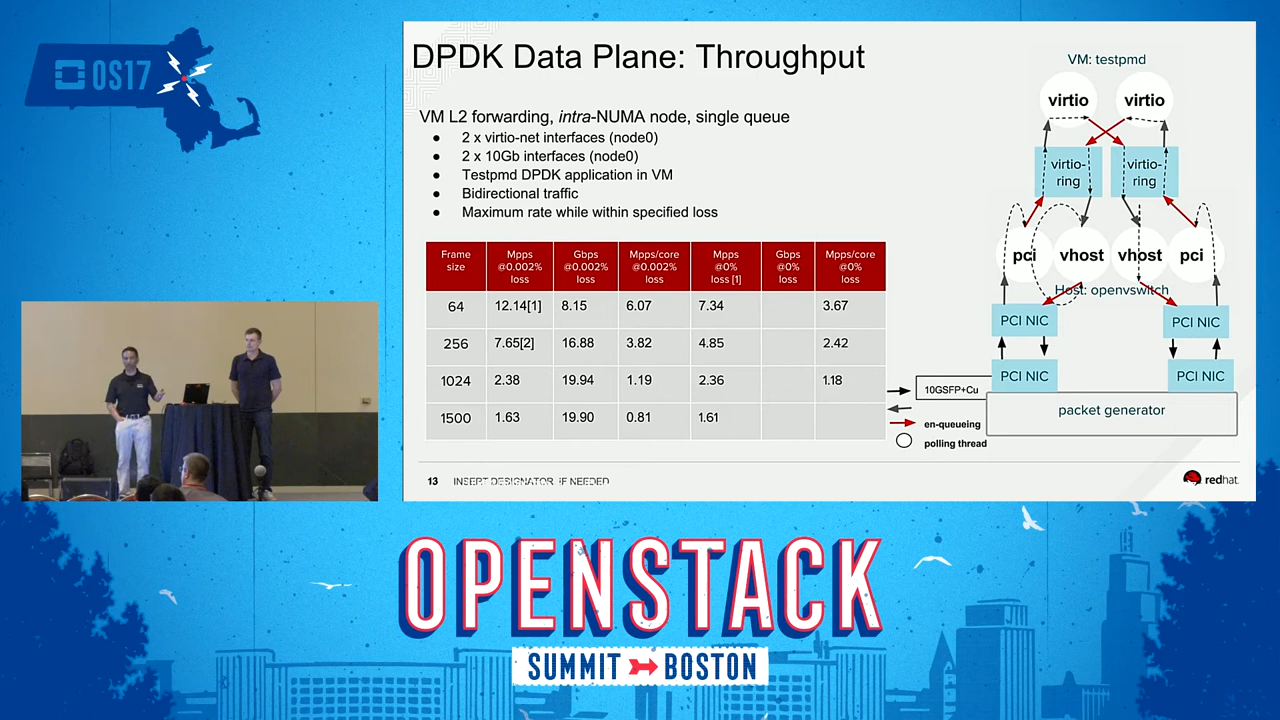 OS17
DPDK Data Plane: Throughput
VM L2 forwarding, intra-NUMA node, single queue
● 2 x virtio-net interfaces (node0)
● 2 x 10Gb interfaces (node0)
● Testpmd DPDK application in VM
● Bidirectional traffic
● Maximum rate while within specified loss
Frame size | Mpps @0.002% loss | Gbps @0.002% loss | Mpps/core @0.002% loss | Mpps @0% loss [1] | Gbps @0% loss | Mpps/core @0% loss
64 | 12.14[1] | 8.15 | 6.07 | 7.34 | | 3.67
256 | 7.65[2] | 16.88 | 3.82 | 4.85 | | 2.42
1024 | 2.38 | 19.94 | 1.19 | 2.36 | | 1.18
1500 | 1.63 | 19.90 | 0.81 | 1.61 | |
VM: testpmd
virtio virtio
virtio-ring virtio-ring
pci vhost vhost pci
Host: openvswitch
PCI NIC PCI NIC
PCI NIC PCI NIC
10GSFP+Cu
packet generator
en-queueing
polling thread
13 INSERT DESIGNATOR, IF NEEDED
redhat.
OPENSTACK
SUMMIT BOSTON